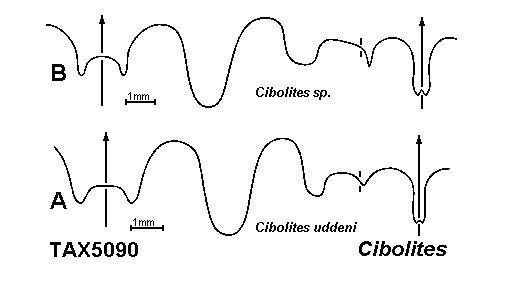 B
1mm
Cibolites sp.
A
1mm
Cibolites uddeni
TAX5090
Cibolites